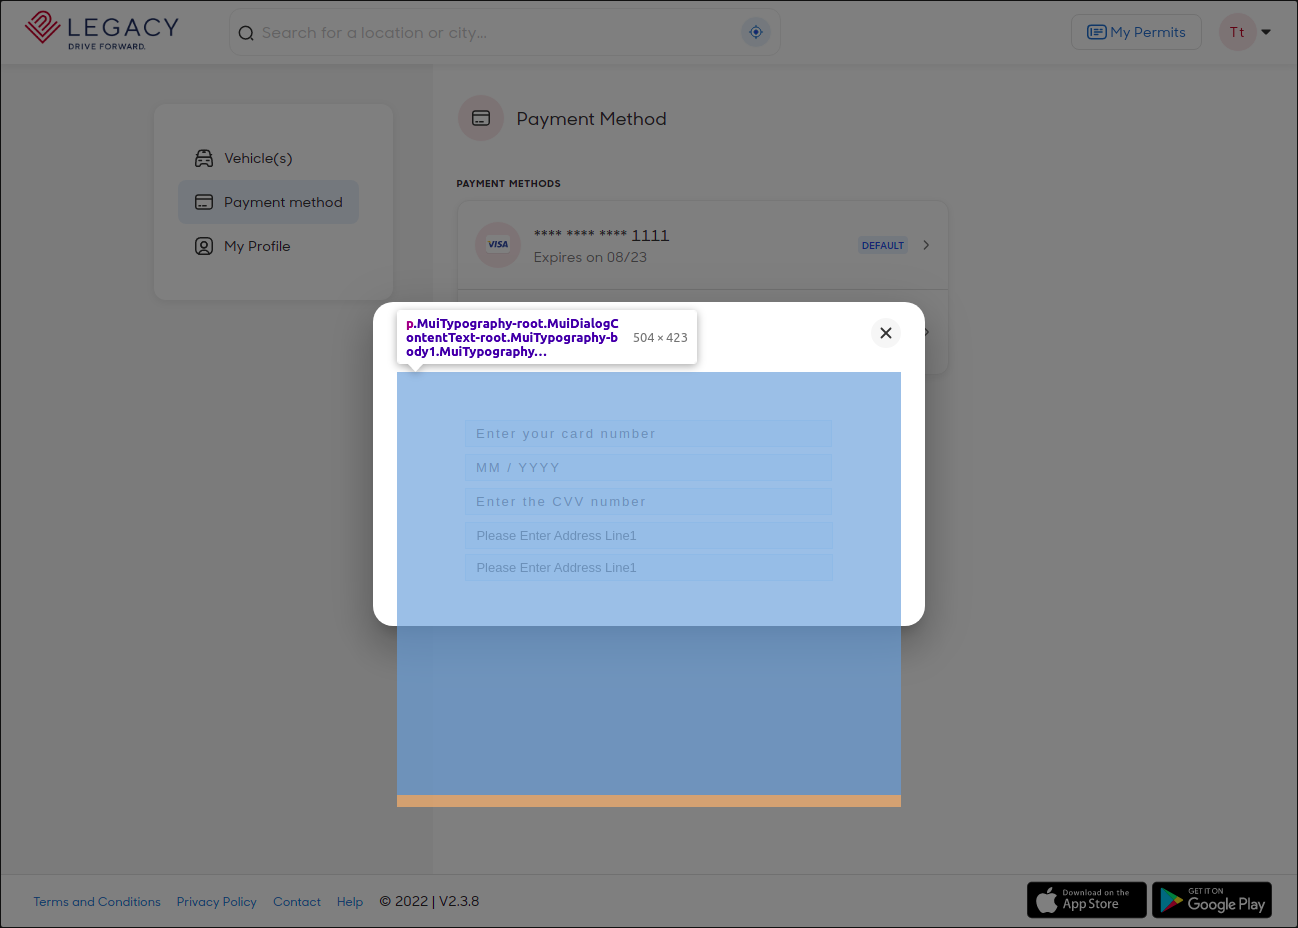 LEGACY
DRIVE FORWARD.
Search for a location or city...
My Permits
Tt
Vehicle(s)
Payment method
My Profile
Payment Method
PAYMENT METHODS
VISA
**** **** **** 1111
Expires on 08/23
DEFAULT
p.MuiTypography-root.MuiDialogC
ontentText-root.MuiTypography-b
ody1.MuiTypography...
504 × 423
Enter your card number
MM / YYYY
Enter the CVV number
Please Enter Address Line1
Please Enter Address Line1
Terms and Conditions
Privacy Policy
Contact
Help
© 2022 | V2.3.8
Download on the
App Store
GET IT ON
Google Play